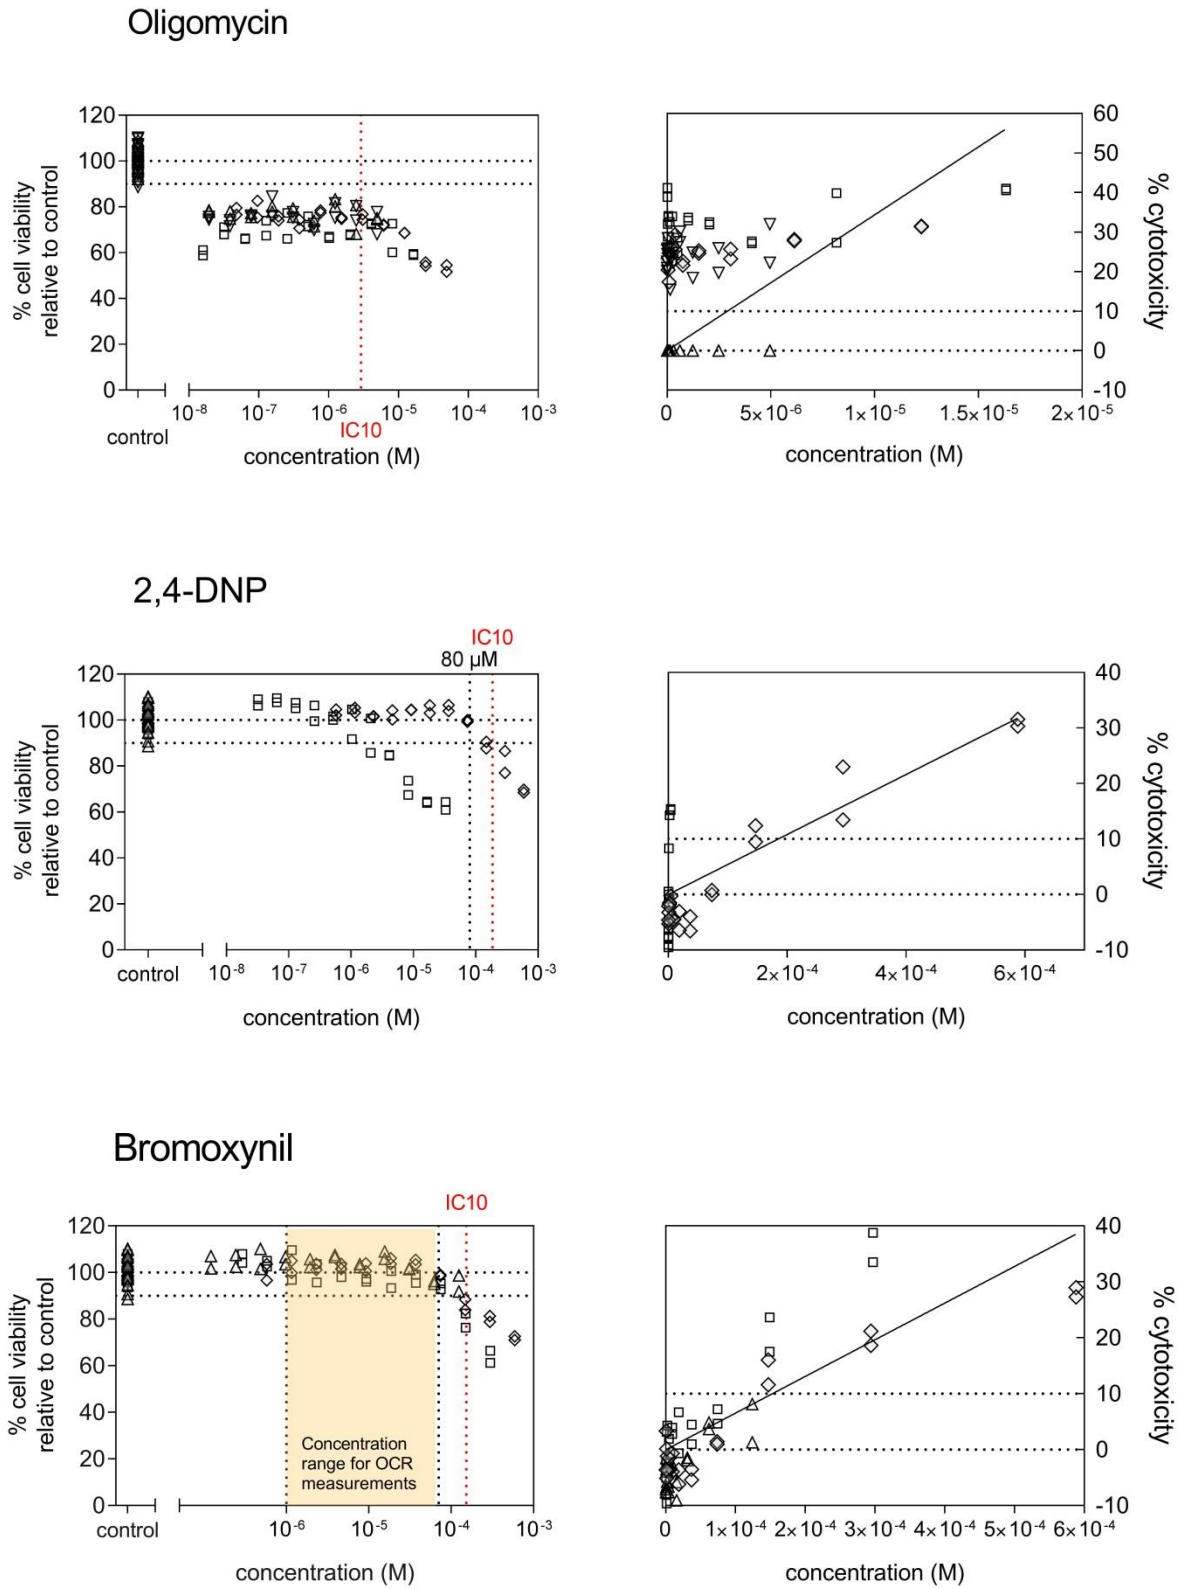 Oligomycin
% cell viability
relative to control
120
100
80
60
40
20
0
control
10-8
10-7
10-6
10-5
10-4
10-3
IC10
concentration (M)
60
50
40
30
20
10
0
-10
% cytotoxicity
0
5×10-6
1×10-5
1.5×10-5
2×10-5
concentration (M)
2,4-DNP
IC10
80 µM
% cell viability
relative to control
120
100
80
60
40
20
0
control
10-8
10-7
10-6
10-5
10-4
10-3
concentration (M)
40
30
20
10
0
-10
% cytotoxicity
0
2×10-4
4×10-4
6×10-4
concentration (M)
Bromoxynil
IC10
% cell viability
relative to control
120
100
80
60
40
20
0
Concentration
range for OCR
measurements
control
10-6
10-5
10-4
10-3
concentration (M)
40
30
20
10
0
-10
% cytotoxicity
0
1×10-4
2×10-4
3×10-4
4×10-4
5×10-4
6×10-4
concentration (M)